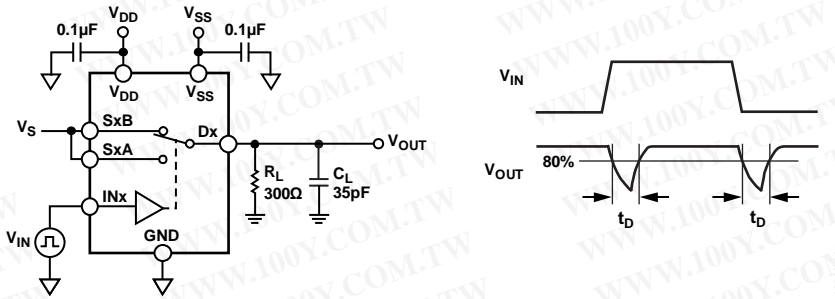 VDD
VSS
0.1µF
0.1µF
VDD
VSS
VS
SxB
Dx
VOUT
SxA
RL
300Ω
CL
35pF
INx
VIN
GND
VIN
VOUT
80%
tD
tD
WWW.100Y.COM.TW